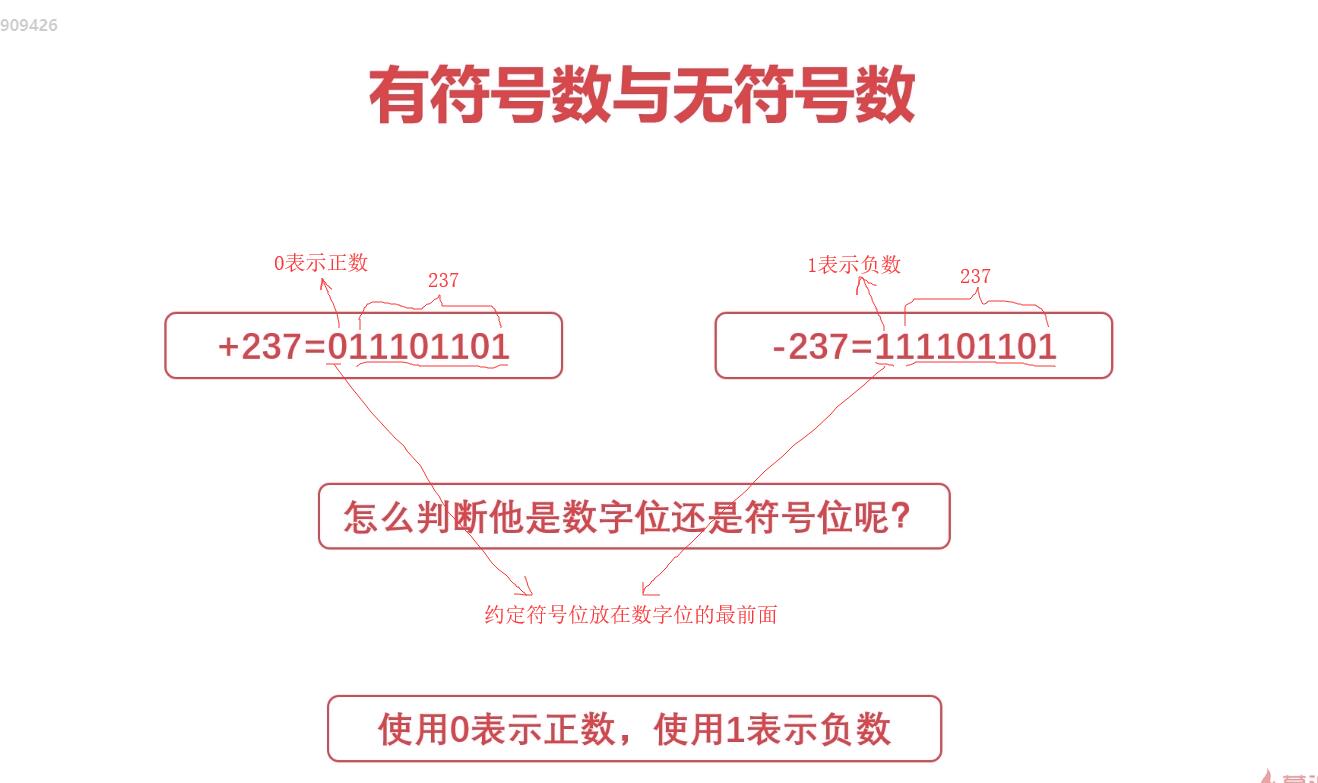 909426
有符号数与无符号数
0表示正数
237
1表示负数
237
+237=011101101
-237=111101101
怎么判断他是数字位还是符号位呢？
约定符号位放在数字位的最前面
使用0表示正数，使用1表示负数